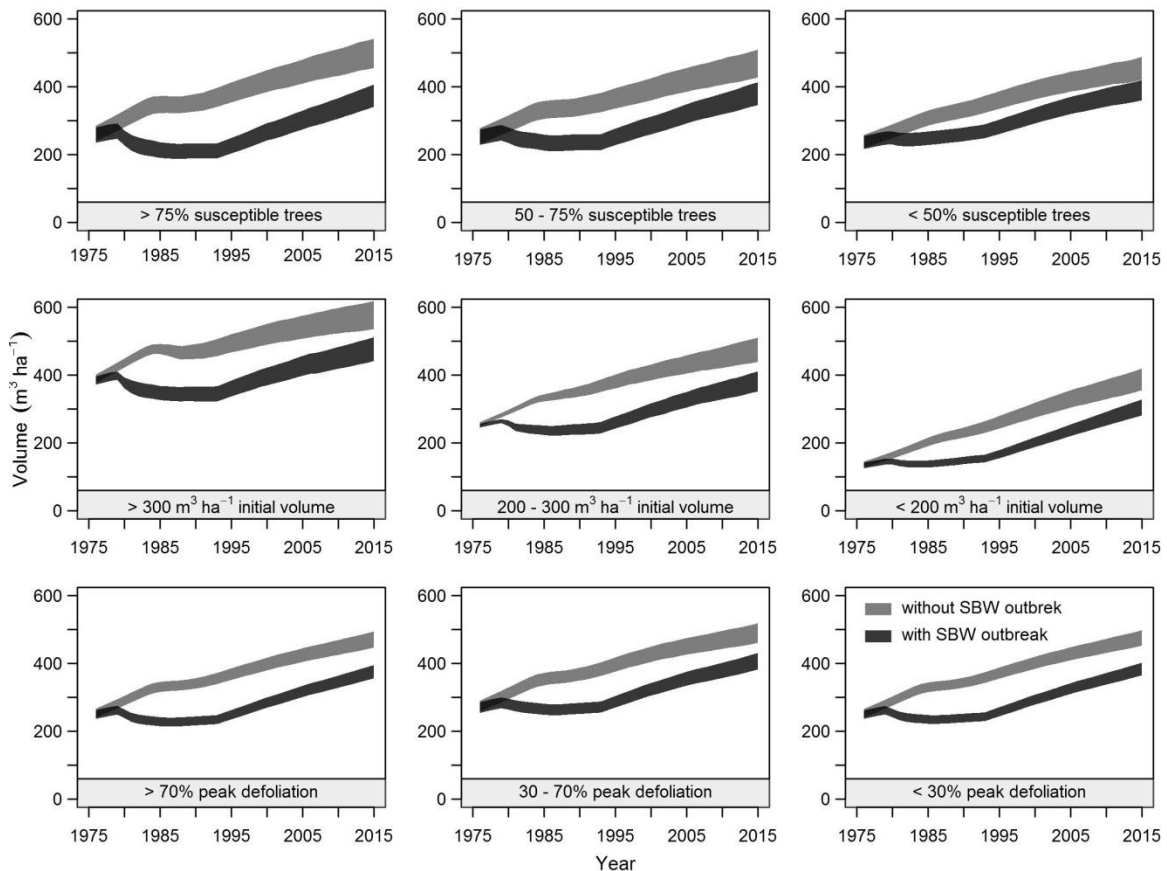 600
400
200
0
> 75% susceptible trees
1975 1985 1995 2005 2015
600
400
200
0
50 - 75% susceptible trees
1975 1985 1995 2005 2015
600
400
200
0
< 50% susceptible trees
1975 1985 1995 2005 2015
Volume (m³ ha⁻¹)
600
400
200
0
> 300 m³ ha⁻¹ initial volume
1975 1985 1995 2005 2015
600
400
200
0
200 - 300 m³ ha⁻¹ initial volume
1975 1985 1995 2005 2015
600
400
200
0
< 200 m³ ha⁻¹ initial volume
1975 1985 1995 2005 2015
600
400
200
0
> 70% peak defoliation
1975 1985 1995 2005 2015
600
400
200
0
30 - 70% peak defoliation
1975 1985 1995 2005 2015
600
400
200
0
without SBW outbrek
with SBW outbreak
< 30% peak defoliation
1975 1985 1995 2005 2015
Year